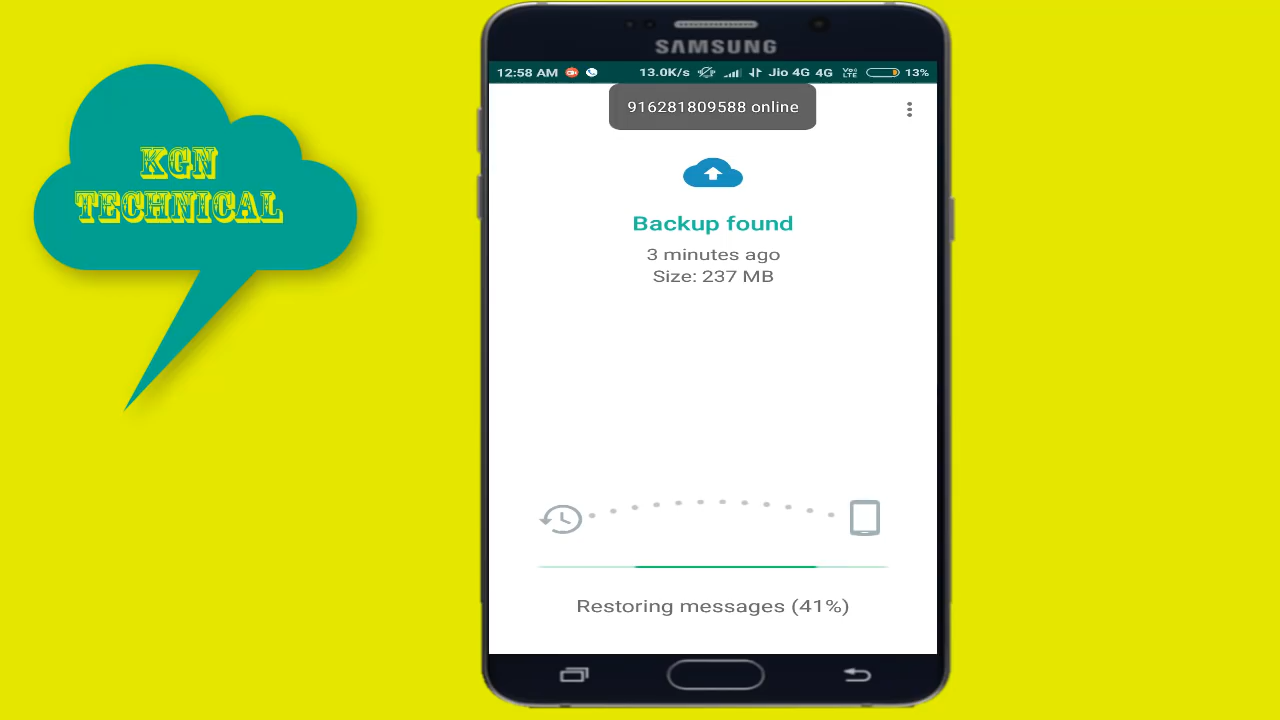 KGN
TECHNICAL
SAMSUNG
12:58 AM 13.0K/s Jio 4G 4G VoLTE 13%
916281809588 online
Backup found
3 minutes ago
Size: 237 MB
Restoring messages (41%)